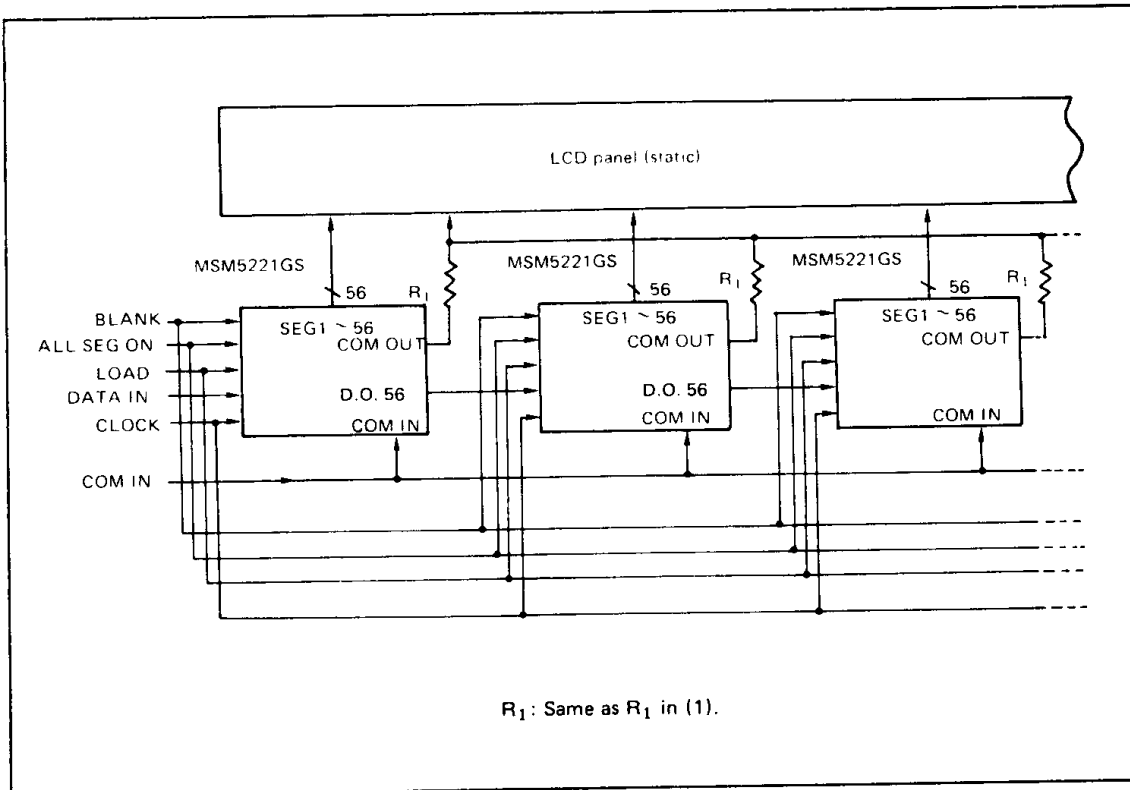 LCD panel (static)
MSM5221GS
MSM5221GS
MSM5221GS
56
R1
56
R1
56
R1
BLANK
ALL SEG ON
LOAD
DATA IN
CLOCK
COM IN
SEG1 ~ 56
COM OUT
D.O. 56
COM IN
SEG1 ~ 56
COM OUT
D.O. 56
COM IN
SEG1 ~ 56
COM OUT
COM IN
R1: Same as R1 in (1).